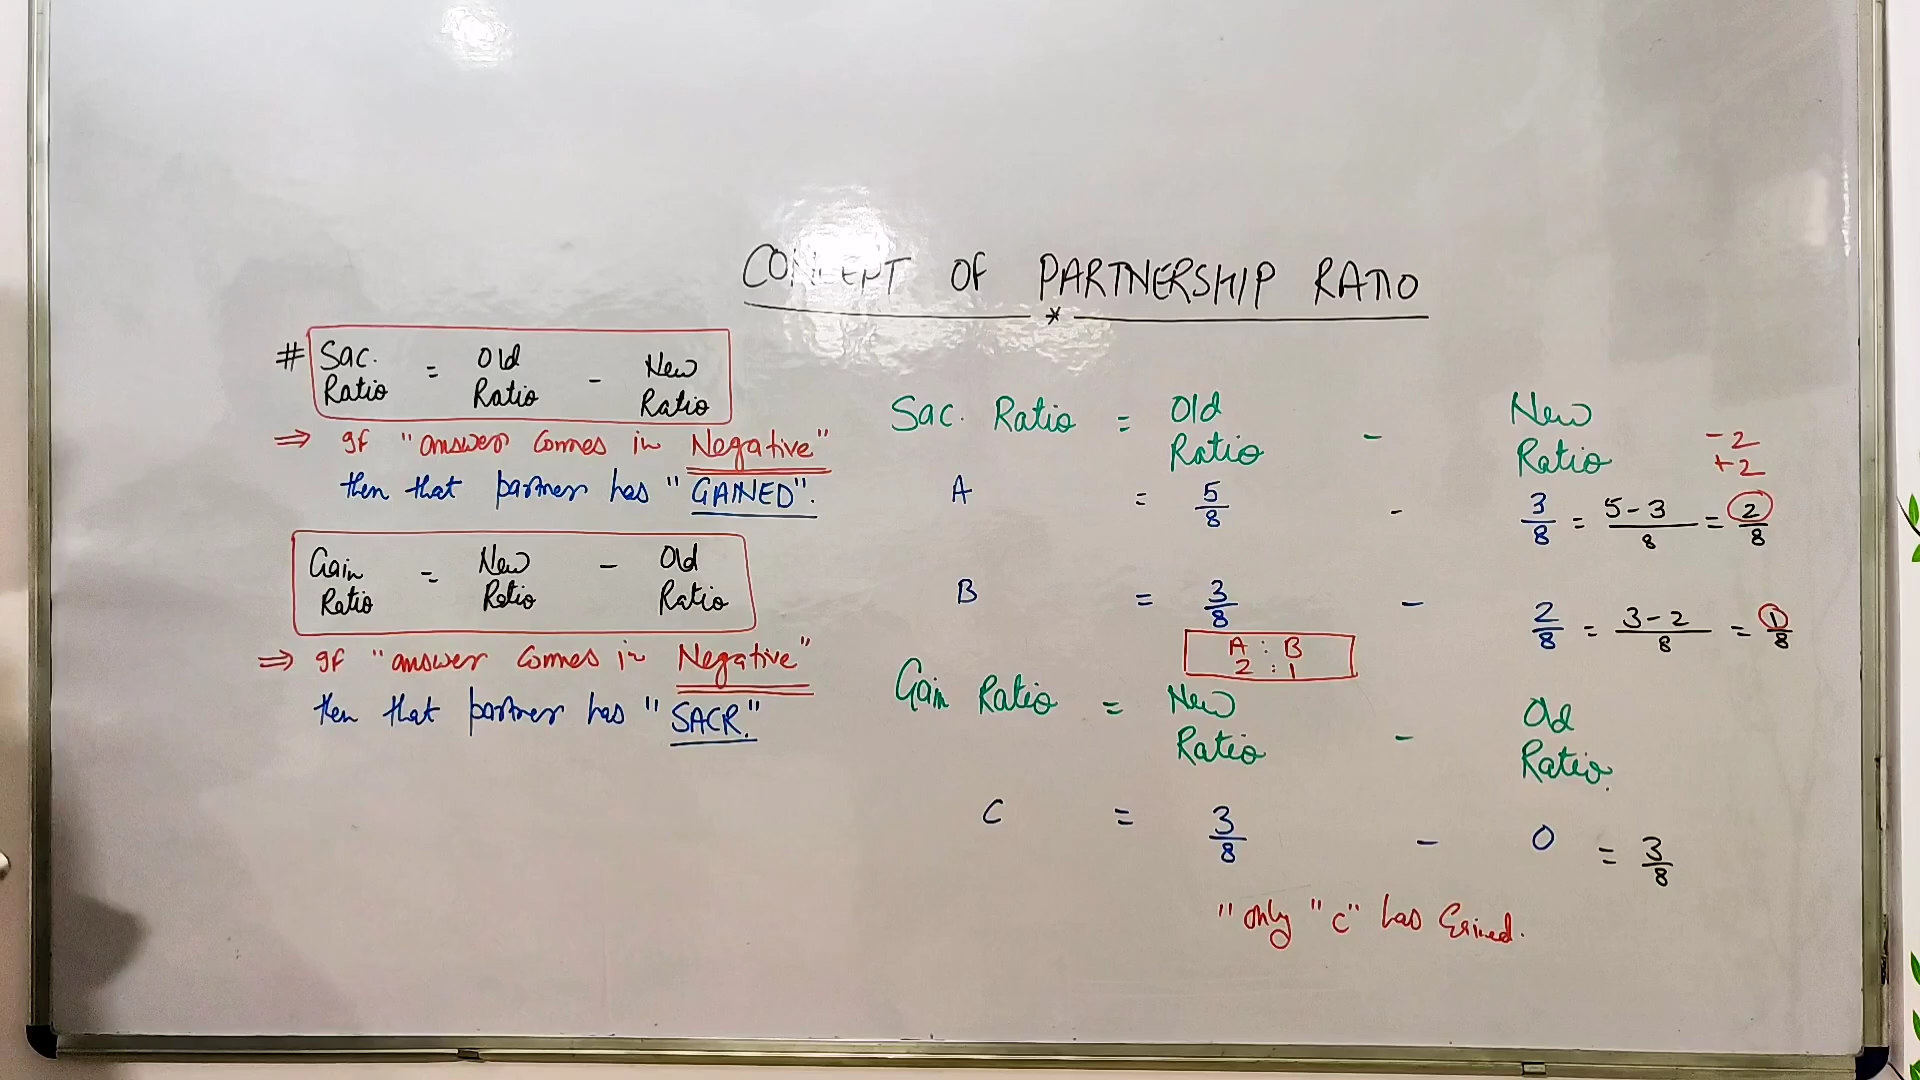 CONCEPT OF PARTNERSHIP RATIO
*
# Sac. Ratio = Old Ratio - New Ratio
⇒ If "answer comes in Negative"
then that partner has "GAINED".
Gain Ratio = New Ratio - Old Ratio
⇒ If "answer comes in Negative"
then that partner has "SACR."
Sac. Ratio = Old Ratio - New Ratio
-2
+2
A = 5/8 - 3/8 = 5-3/8 = 2/8
B = 3/8 - 2/8 = 3-2/8 = 1/8
A : B
2 : 1
Gain Ratio = New Ratio - Old Ratio.
C = 3/8 - 0 = 3/8
"only "C" has Gained.